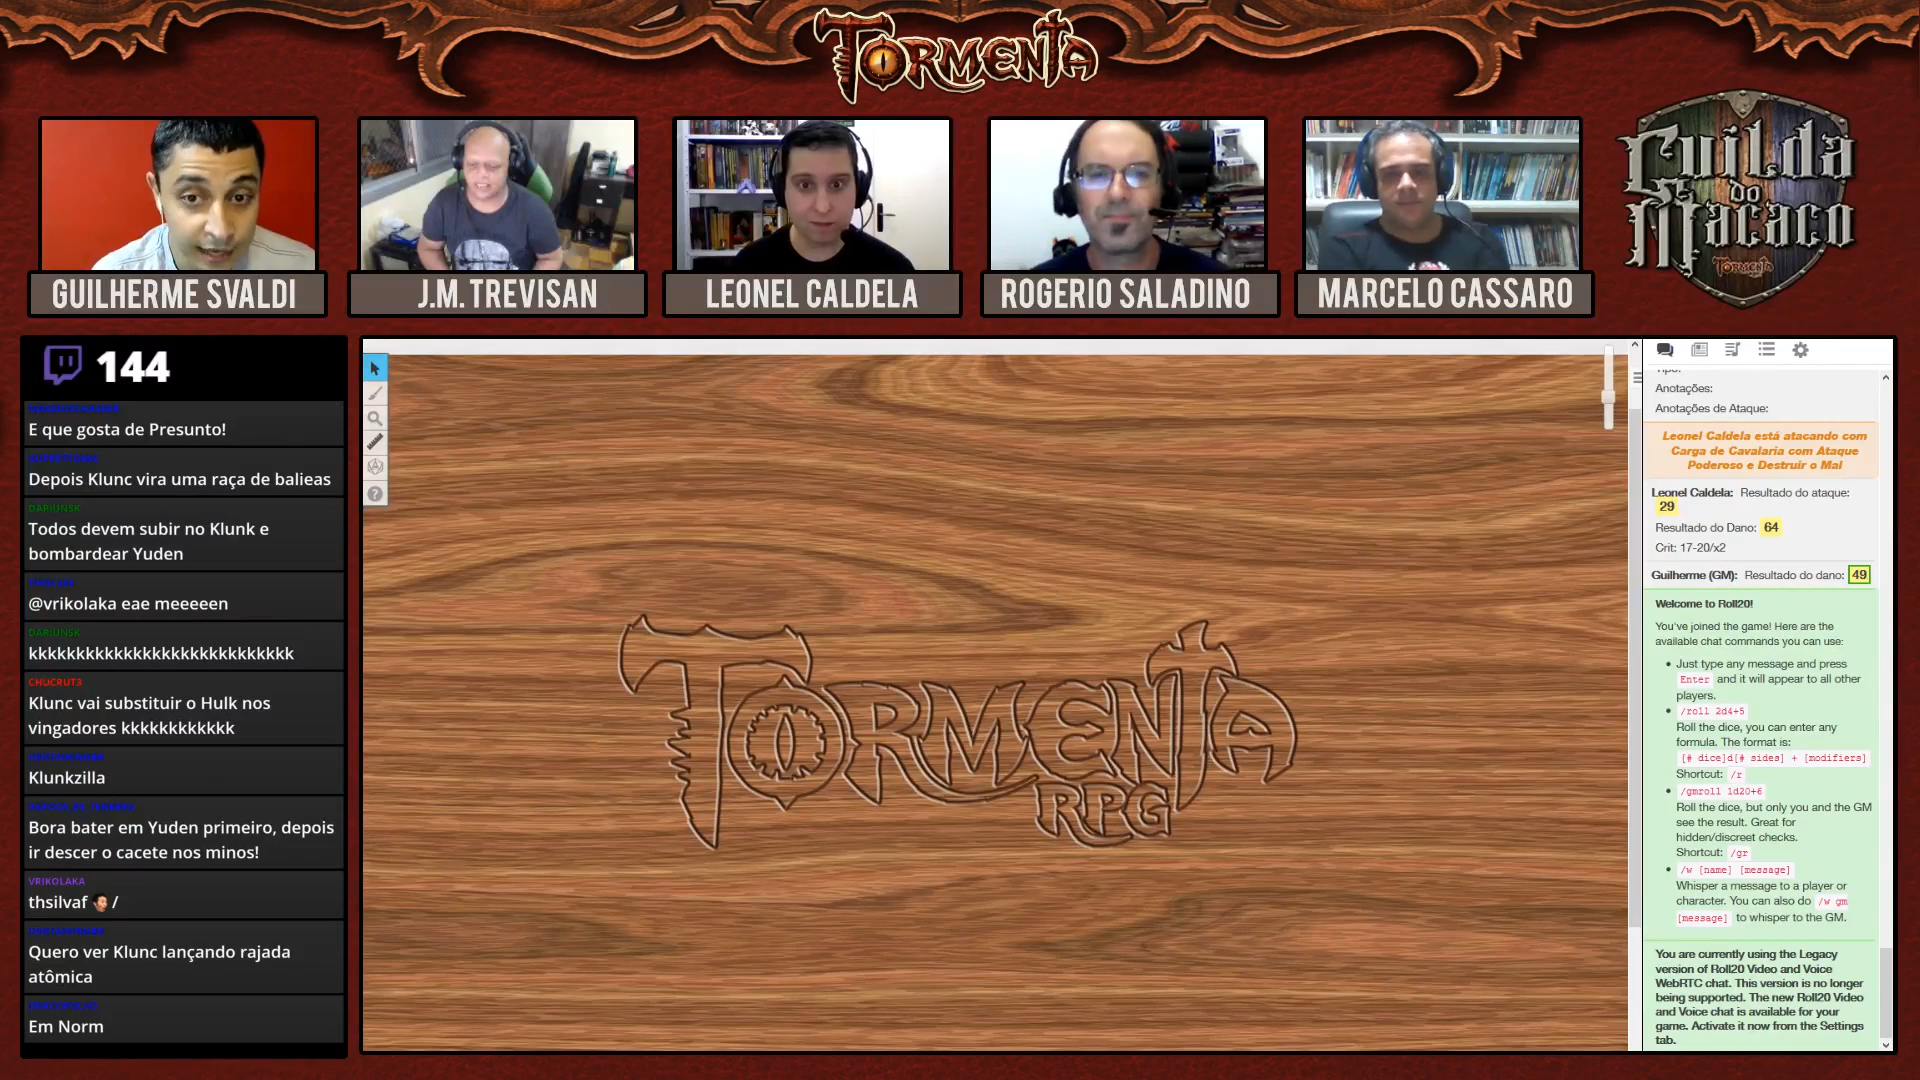 TORMENTA
Guilda
do
Macaco
TORMENTA
GUILHERME SVALDI
J.M. TREVISAN
LEONEL CALDELA
ROGERIO SALADINO
MARCELO CASSARO
144
E que gosta de Presunto!
Depois Klunc vira uma raça de balieas
DARIUNSK
Todos devem subir no Klunk e
bombardear Yuden
@vrikolaka eae meeeeen
DARIUNSK
kkkkkkkkkkkkkkkkkkkkkkkkkkkk
CHUCRUT3
Klunc vai substituir o Hulk nos
vingadores kkkkkkkkkkkk
Klunkzilla
Bora bater em Yuden primeiro, depois
ir descer o cacete nos minos!
VRIKOLAKA
thsilvaf /
Quero ver Klunc lançando rajada
atômica
Em Norm
TORMENTA
RPG
Tipo:
Anotações:
Anotações de Ataque:
Leonel Caldela está atacando com
Carga de Cavalaria com Ataque
Poderoso e Destruir o Mal
Leonel Caldela: Resultado do ataque:
29
Resultado do Dano: 64
Crit: 17-20/x2
Guilherme (GM): Resultado do dano: 49
Welcome to Roll20!
You've joined the game! Here are the
available chat commands you can use:
• Just type any message and press
Enter and it will appear to all other
players.
• /roll 2d4+5
Roll the dice, you can enter any
formula. The format is:
[# dice]d[# sides] + [modifiers]
Shortcut: /r
• /gmroll 1d20+6
Roll the dice, but only you and the GM
see the result. Great for
hidden/discreet checks.
Shortcut: /gr
• /w [name] [message]
Whisper a message to a player or
character. You can also do /w gm
[message] to whisper to the GM.
You are currently using the Legacy
version of Roll20 Video and Voice
WebRTC chat. This version is no longer
being supported. The new Roll20 Video
and Voice chat is available for your
game. Activate it now from the Settings
tab.